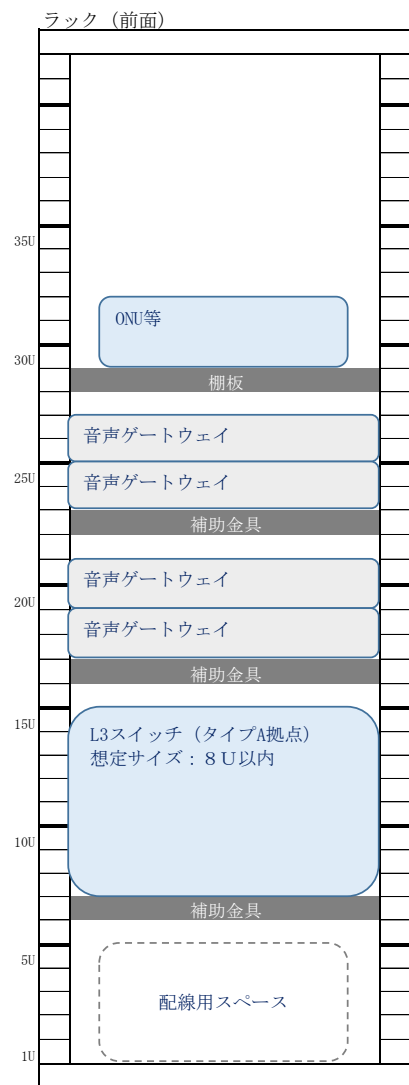 ラック（前面）
35U
ONU等
30U
棚板
音声ゲートウェイ
25U
音声ゲートウェイ
補助金具
音声ゲートウェイ
20U
音声ゲートウェイ
補助金具
15U
L3スイッチ（タイプA拠点）
想定サイズ：８Ｕ以内
10U
補助金具
5U
配線用スペース
1U